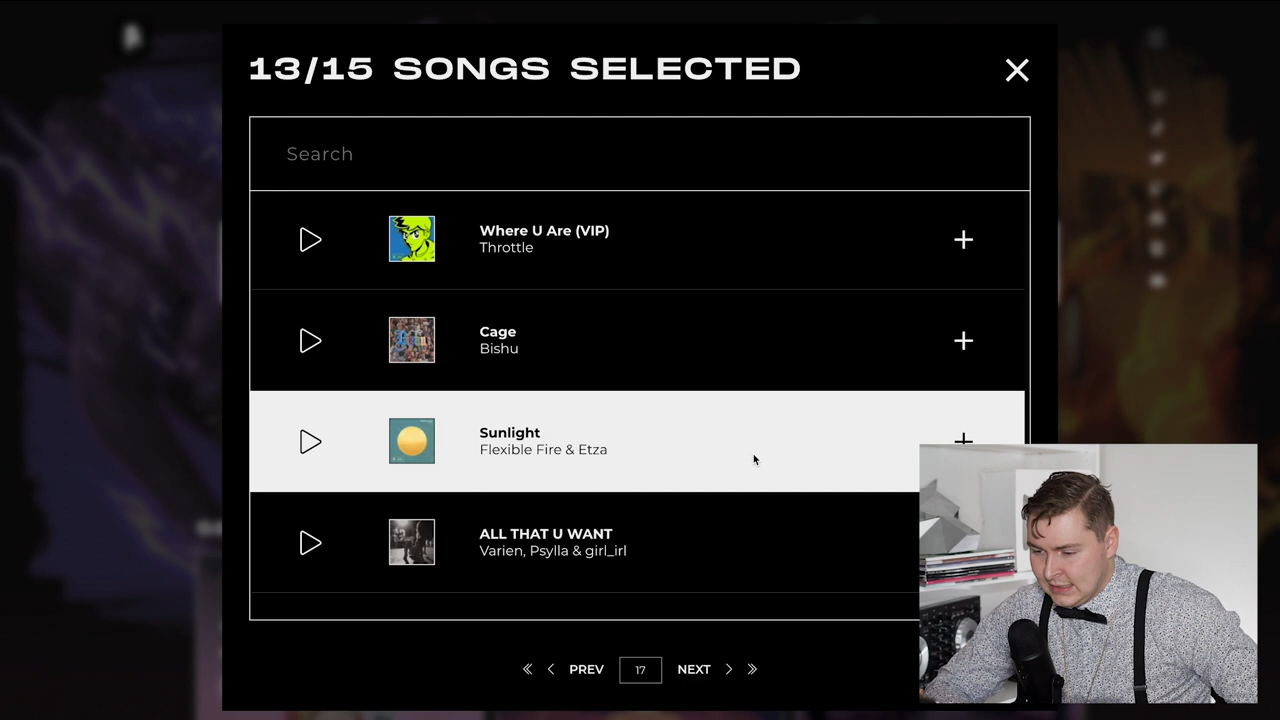 13/15 SONGS SELECTED
Search
Where U Are (VIP)
Throttle
Cage
Bishu
Sunlight
Flexible Fire & Etza
ALL THAT U WANT
Varien, Psylla & girl_irl
PREV 17 NEXT